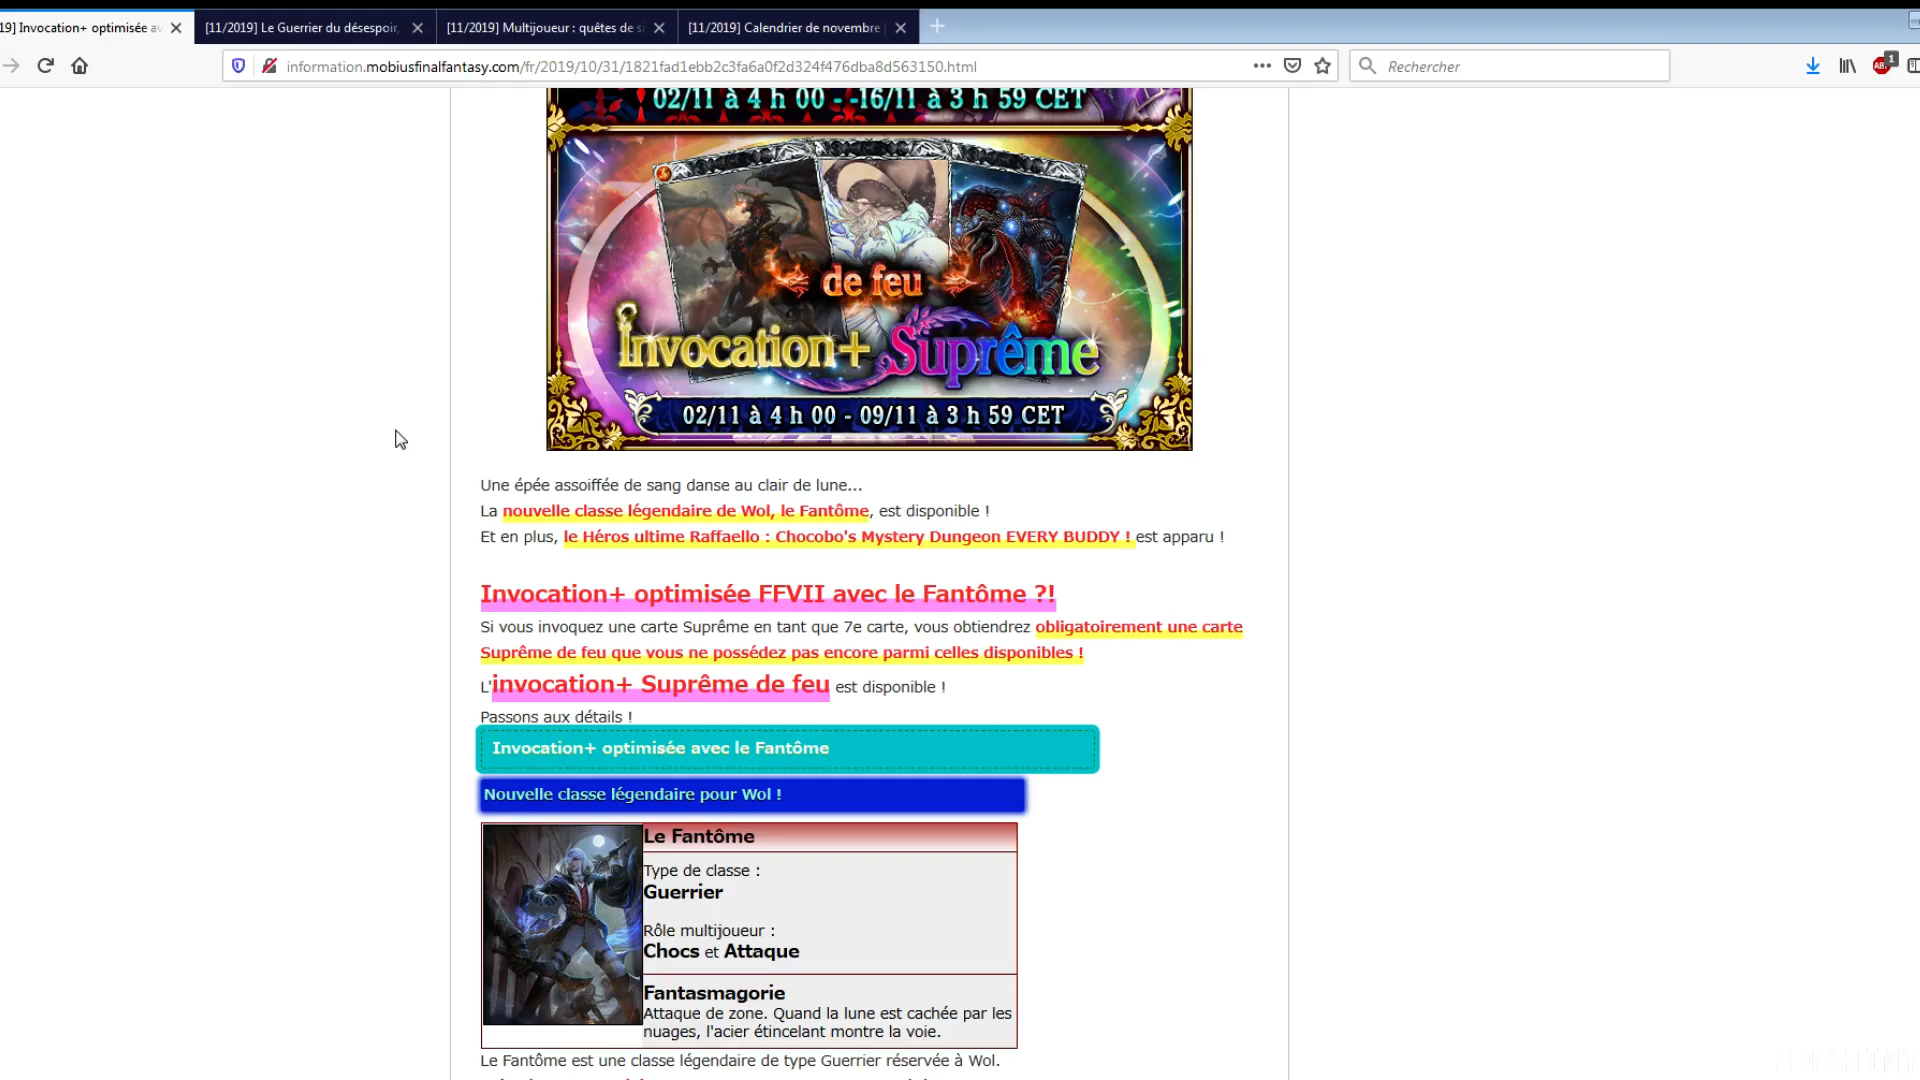 19] Invocation+ optimisée av
[11/2019] Le Guerrier du désespoir,
[11/2019] Multijoueur : quêtes de s
[11/2019] Calendrier de novembre
information.mobiusfinalfantasy.com/fr/2019/10/31/1821fad1ebb2c3fa6a0f2d324f476dba8d563150.html
Rechercher
ABP 1
02/11 à 4 h 00 - -16/11 à 3 h 59 CET
de feu
Invocation+ Suprême
02/11 à 4 h 00 - 09/11 à 3 h 59 CET
Une épée assoiffée de sang danse au clair de lune...
La nouvelle classe légendaire de Wol, le Fantôme, est disponible !
Et en plus, le Héros ultime Raffaello : Chocobo's Mystery Dungeon EVERY BUDDY ! est apparu !
Invocation+ optimisée FFVII avec le Fantôme ?!
Si vous invoquez une carte Suprême en tant que 7e carte, vous obtiendrez obligatoirement une carte
Suprême de feu que vous ne possédez pas encore parmi celles disponibles !
L'invocation+ Suprême de feu est disponible !
Passons aux détails !
Invocation+ optimisée avec le Fantôme
Nouvelle classe légendaire pour Wol !
Le Fantôme
Type de classe :
Guerrier
Rôle multijoueur :
Chocs et Attaque
Fantasmagorie
Attaque de zone. Quand la lune est cachée par les
nuages, l'acier étincelant montre la voie.
Le Fantôme est une classe légendaire de type Guerrier réservée à Wol.